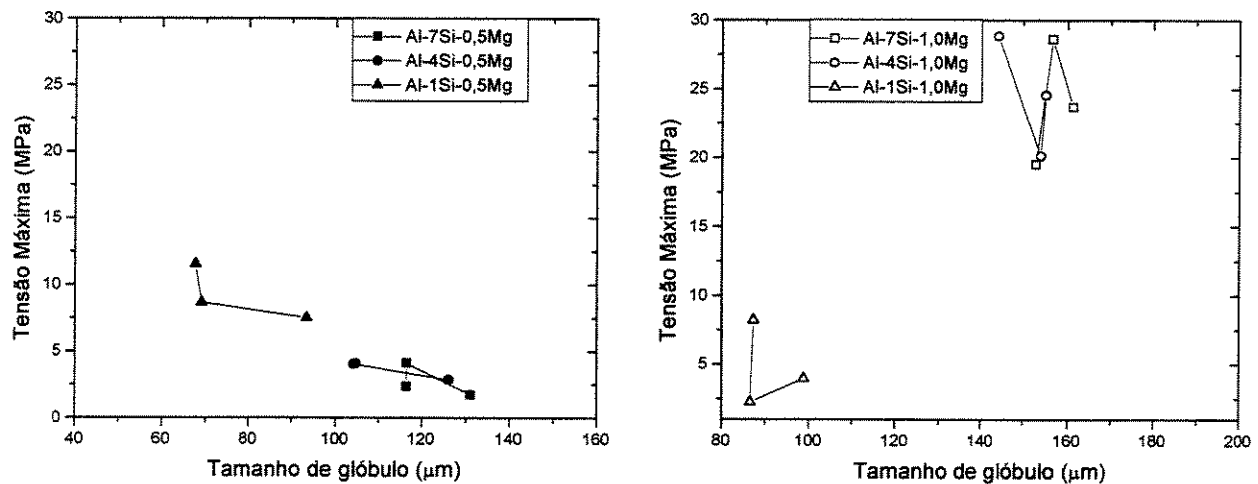 Al-7Si-0,5Mg
Al-4Si-0,5Mg
Al-1Si-0,5Mg
Tensão Máxima (MPa)
30
25
20
15
10
5
0
40
60
80
100
120
140
160
Tamanho de glóbulo (μm)
Al-7Si-1,0Mg
Al-4Si-1,0Mg
Al-1Si-1,0Mg
Tensão Máxima (MPa)
30
25
20
15
10
5
80
100
120
140
160
180
200
Tamanho de glóbulo (μm)